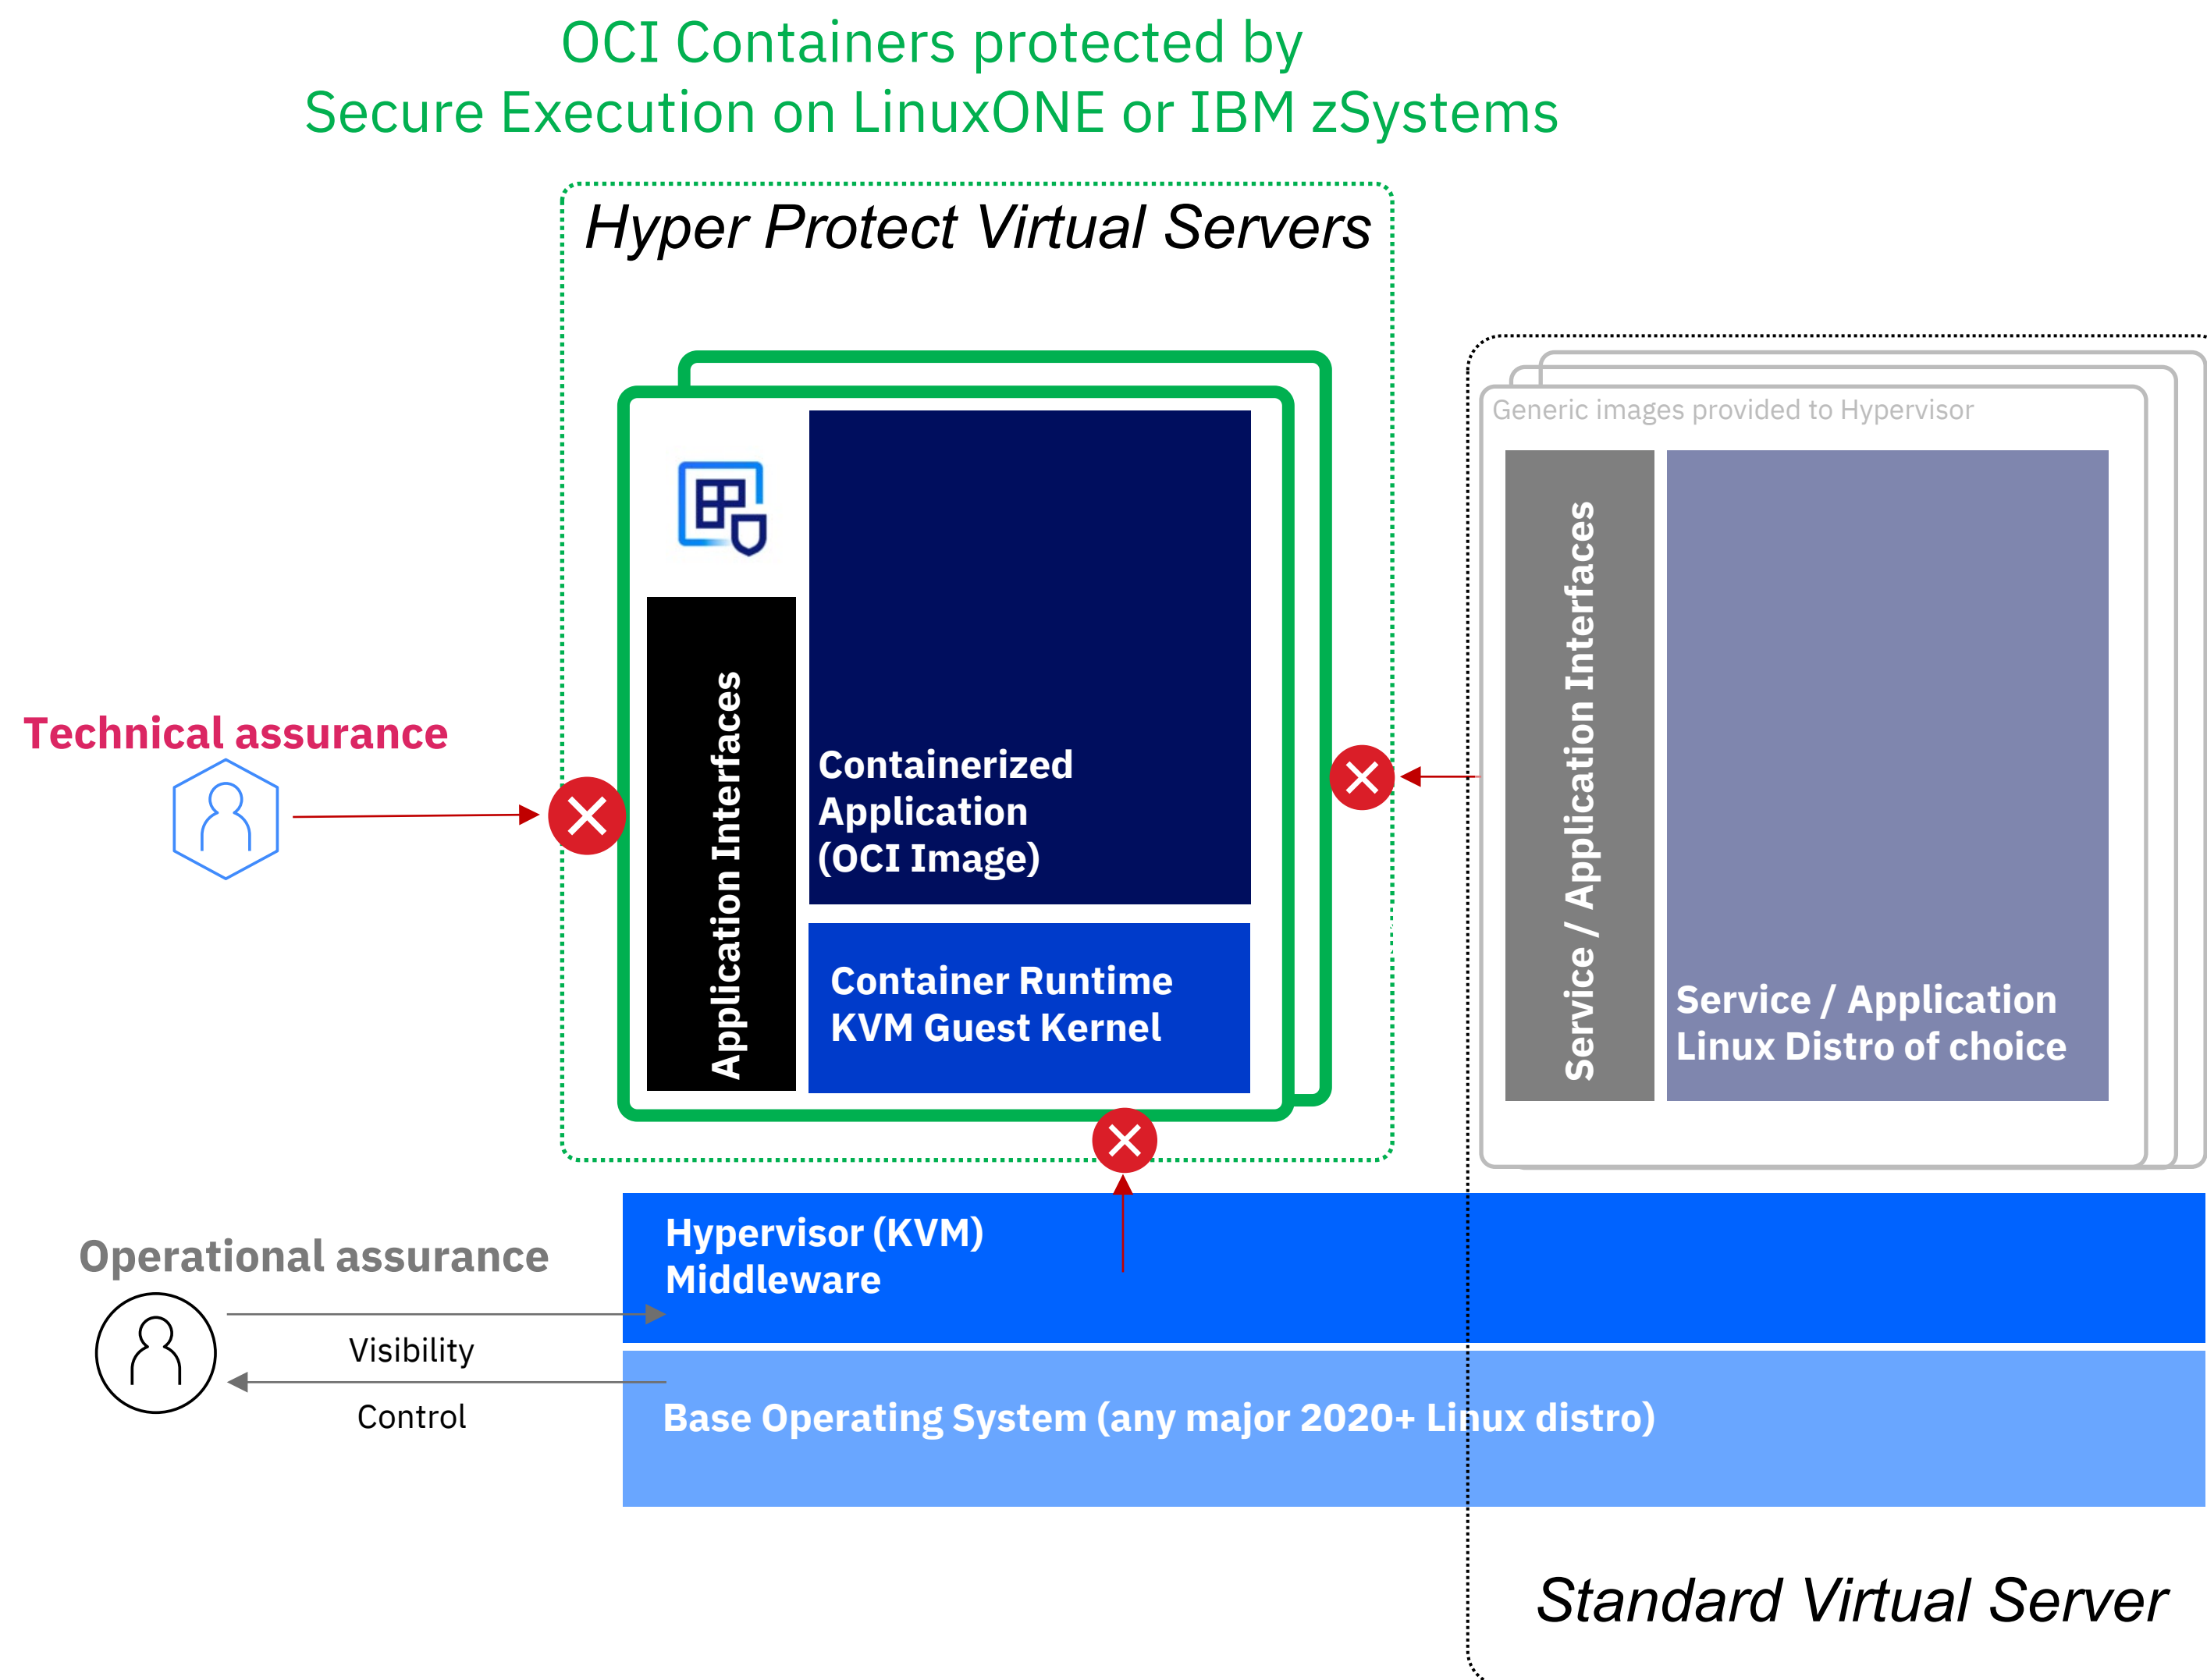 OCI Containers protected by
Secure Execution on LinuxONE or IBM zSystems
Hyper Protect Virtual Servers
Generic images provided to Hypervisor
Application Interfaces
Containerized
Application
(OCI Image)
Container Runtime
KVM Guest Kernel
Service / Application Interfaces
Service / Application
Linux Distro of choice
Technical assurance
Hypervisor (KVM)
Middleware
Operational assurance
Visibility
Control
Base Operating System (any major 2020+ Linux distro)
Standard Virtual Server